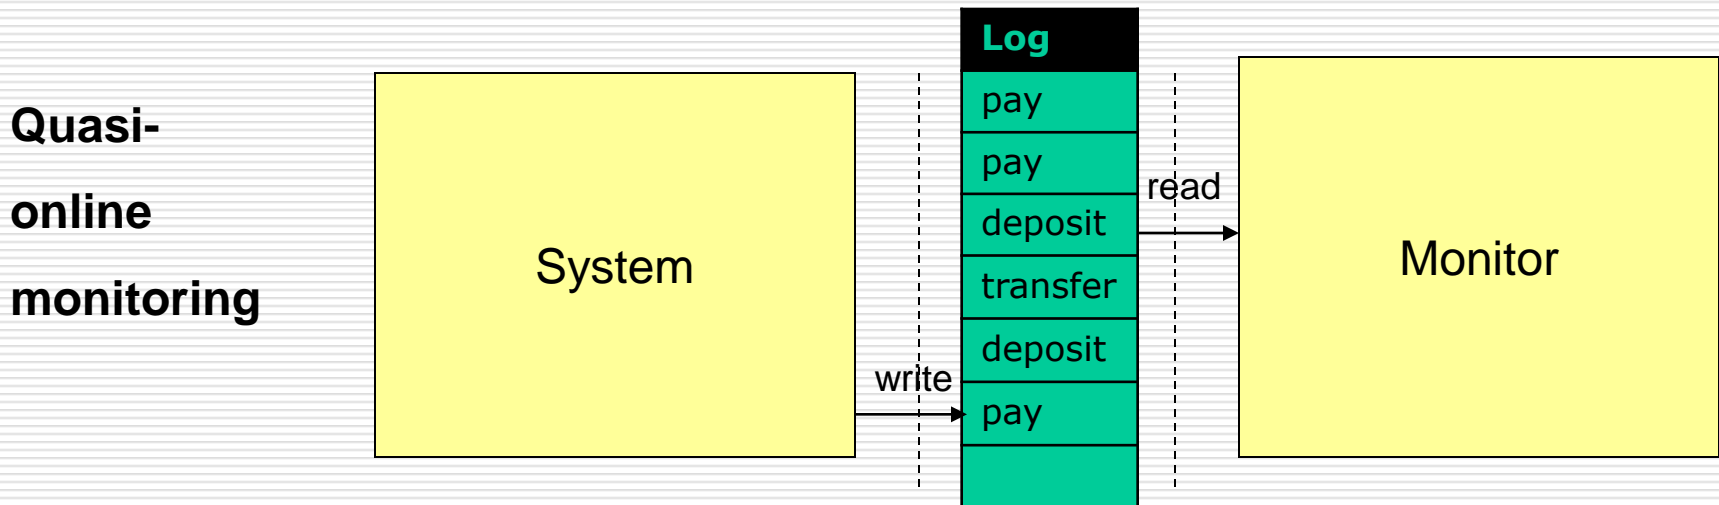 Quasi-
online
monitoring
System
write
Log
pay
pay
deposit
transfer
deposit
pay
read
Monitor